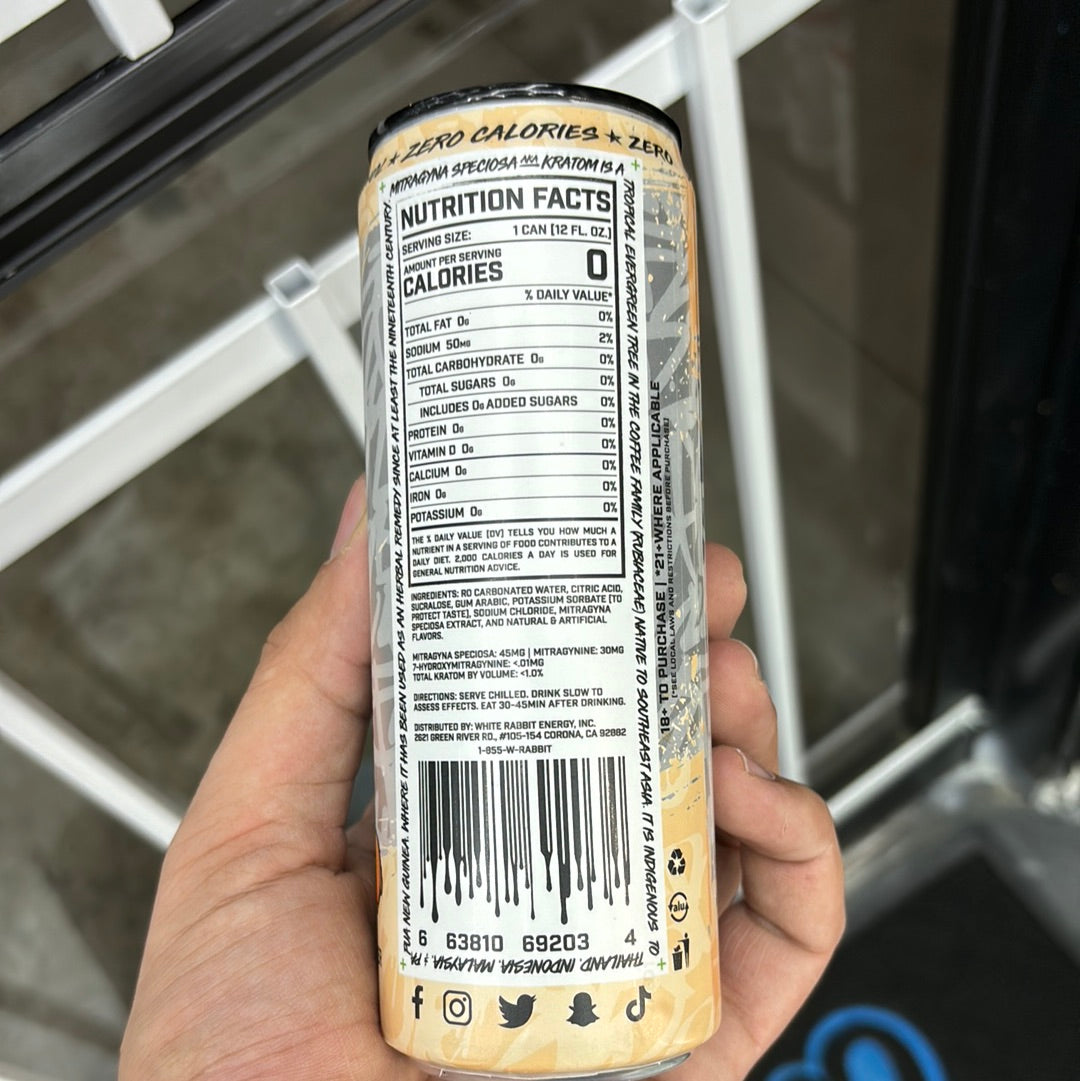 ★ ZERO CALORIES ★ ZERO
MITRAGYNA SPECIOSA AKA KRATOM IS A
TROPICAL EVERGREEN TREE IN THE COFFEE FAMILY (RUBIACEAE) NATIVE TO SOUTHEAST ASIA. IT IS INDIGENOUS TO
THAILAND, INDONESIA, MALAYSIA,
PUA NEW GUINEA, WHERE IT HAS BEEN USED AS AN HERBAL REMEDY SINCE AT LEAST THE NINETEENTH CENTURY.
NUTRITION FACTS
SERVING SIZE: 1 CAN [12 FL. OZ.]
AMOUNT PER SERVING
CALORIES 0
% DAILY VALUE*
TOTAL FAT 0G 0%
SODIUM 50MG 2%
TOTAL CARBOHYDRATE 0G 0%
TOTAL SUGARS 0G 0%
INCLUDES 0G ADDED SUGARS 0%
PROTEIN 0G 0%
VITAMIN D 0G 0%
CALCIUM 0G 0%
IRON 0G 0%
POTASSIUM 0G 0%
THE % DAILY VALUE [DV] TELLS YOU HOW MUCH A
NUTRIENT IN A SERVING OF FOOD CONTRIBUTES TO A
DAILY DIET. 2,000 CALORIES A DAY IS USED FOR
GENERAL NUTRITION ADVICE.
INGREDIENTS: RO CARBONATED WATER, CITRIC ACID,
SUCRALOSE, GUM ARABIC, POTASSIUM SORBATE [TO
PROTECT TASTE], SODIUM CHLORIDE, MITRAGYNA
SPECIOSA EXTRACT, AND NATURAL & ARTIFICIAL
FLAVORS.
MITRAGYNA SPECIOSA: 45MG | MITRAGYNINE: 30MG
7-HYDROXYMITRAGYNINE: <.01MG
TOTAL KRATOM BY VOLUME: <1.0%
DIRECTIONS: SERVE CHILLED. DRINK SLOW TO
ASSESS EFFECTS. EAT 30-45MIN AFTER DRINKING.
DISTRIBUTED BY: WHITE RABBIT ENERGY, INC.
2621 GREEN RIVER RD., #105-154 CORONA, CA 92882
1-855-W-RABBIT
6 63810 69203 4
18+ TO PURCHASE | *21+ WHERE APPLICABLE
[*SEE LOCAL LAWS AND RESTRICTIONS BEFORE PURCHASE]
alu